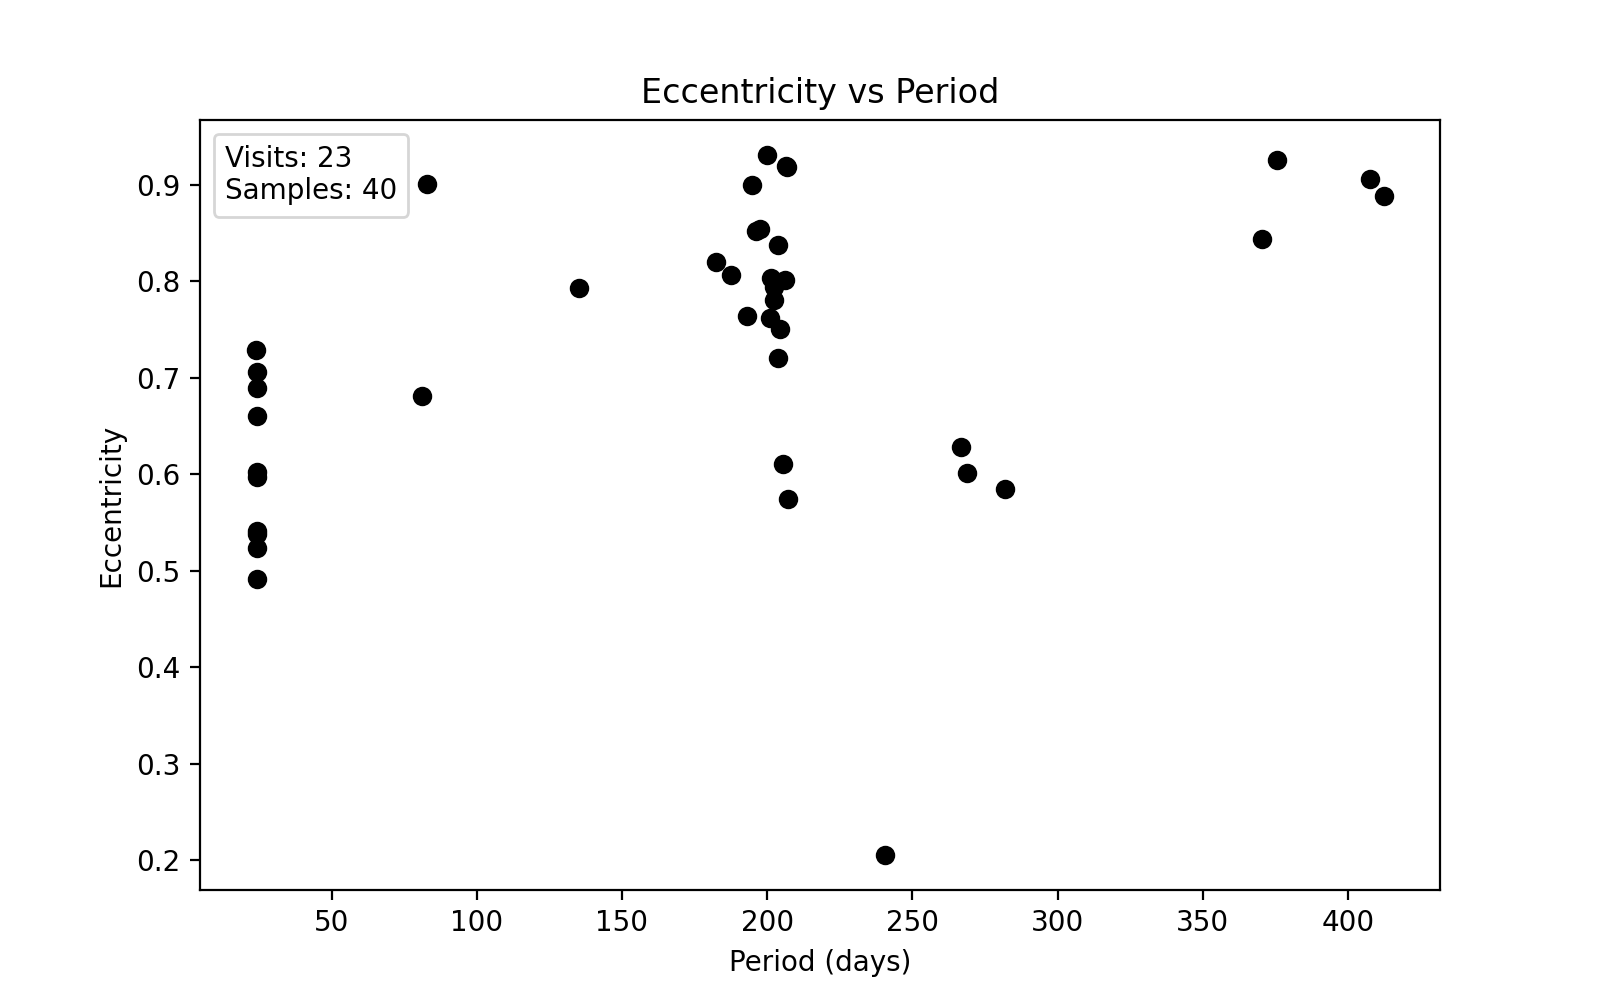 Eccentricity vs Period
Visits: 23
Samples: 40
0.9
0.8
0.7
0.6
0.5
0.4
0.3
0.2
Eccentricity
50 100 150 200 250 300 350 400
Period (days)